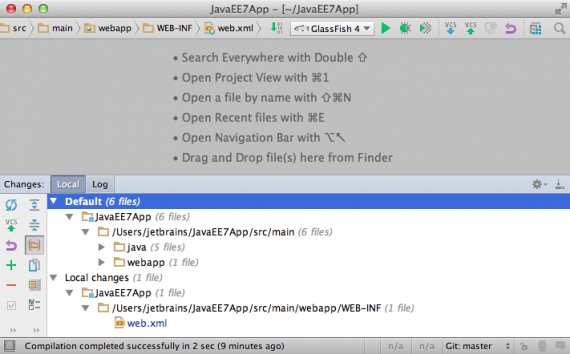 JavaEE7App – [~/JavaEE7App]
src main webapp WEB-INF web.xml GlassFish 4 VCS VCS
• Search Everywhere with Double ⇧
• Open Project View with ⌘1
• Open a file by name with ⇧⌘N
• Open Recent files with ⌘E
• Open Navigation Bar with ⌥↖
• Drag and Drop file(s) here from Finder
Changes: Local Log
Default (6 files)
JavaEE7App (6 files)
VCS
/Users/jetbrains/JavaEE7App/src/main (6 files)
java (5 files)
webapp (1 file)
Local changes (1 file)
JavaEE7App (1 file)
/Users/jetbrains/JavaEE7App/src/main/webapp/WEB-INF (1 file)
web.xml
Compilation completed successfully in 2 sec (9 minutes ago) n/a n/a Git: master